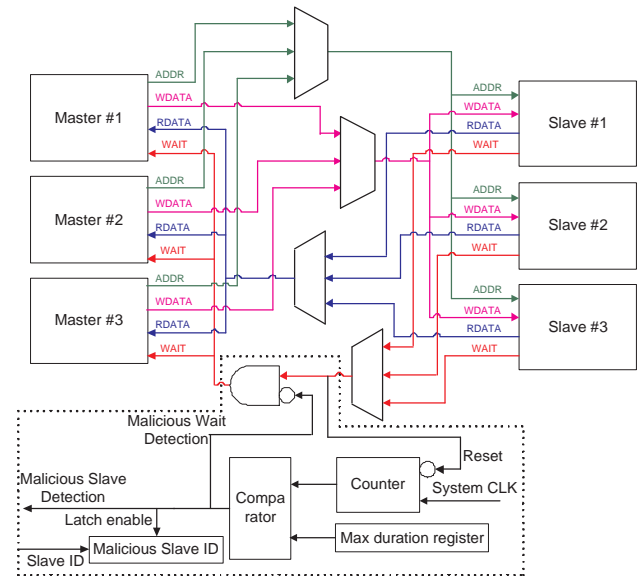 ADDR
Master #1
WDATA
RDATA
WAIT
ADDR
Master #2
WDATA
RDATA
WAIT
ADDR
Master #3
WDATA
RDATA
WAIT
ADDR
WDATA
Slave #1
RDATA
WAIT
ADDR
WDATA
Slave #2
RDATA
WAIT
ADDR
WDATA
Slave #3
RDATA
WAIT
Malicious Wait
Detection
Malicious Slave
Detection
Latch enable
Slave ID
Malicious Slave ID
Compa
rator
Counter
Reset
System CLK
Max duration register